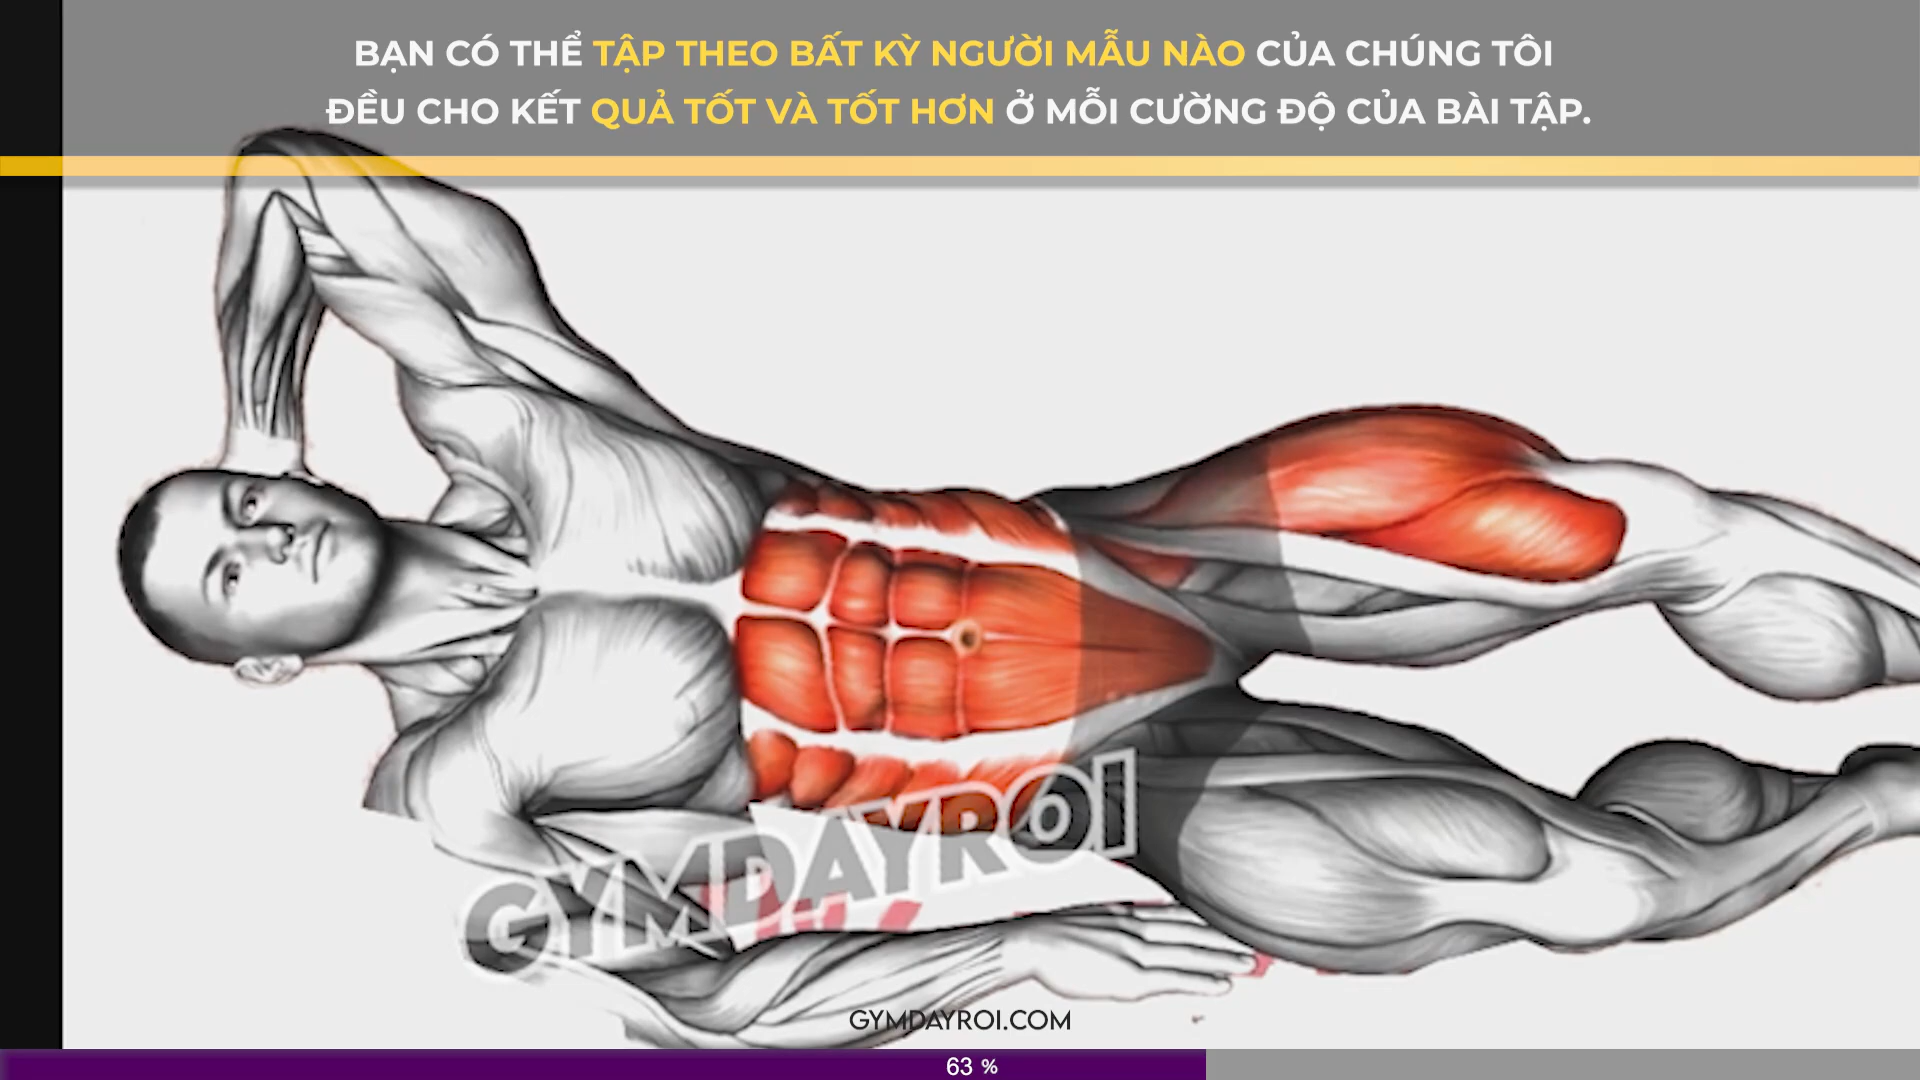 BẠN CÓ THỂ TẬP THEO BẤT KỲ NGƯỜI MẪU NÀO CỦA CHÚNG TÔI
ĐỀU CHO KẾT QUẢ TỐT VÀ TỐT HƠN Ở MỖI CƯỜNG ĐỘ CỦA BÀI TẬP.
GYMDAYROI
GYMDAYROI.COM
63 %